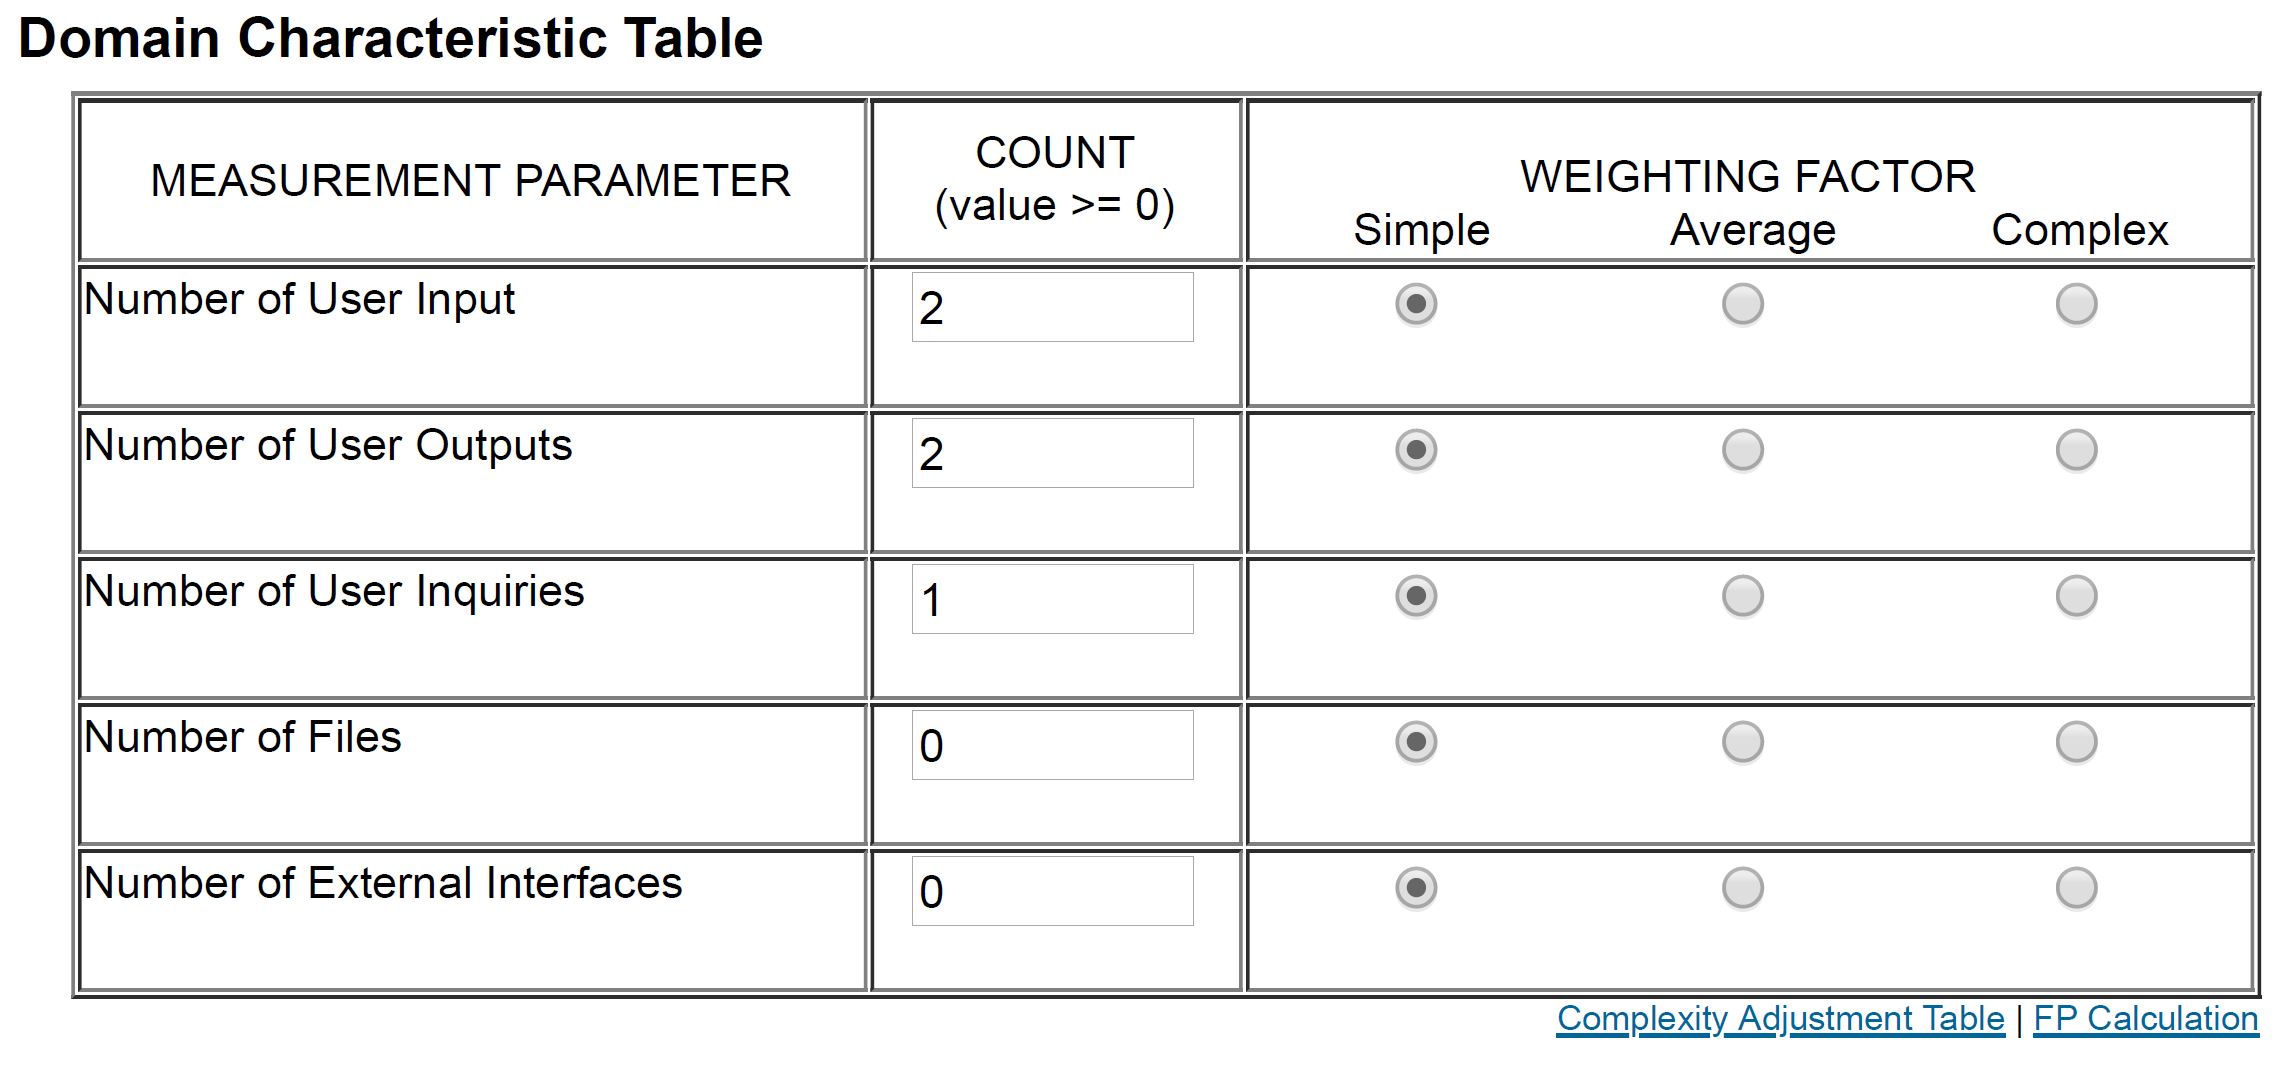 Domain Characteristic Table
MEASUREMENT PARAMETER
COUNT
(value >= 0)
WEIGHTING FACTOR
Simple Average Complex
Number of User Input
2
Number of User Outputs
2
Number of User Inquiries
1
Number of Files
0
Number of External Interfaces
0
Complexity Adjustment Table | FP Calculation